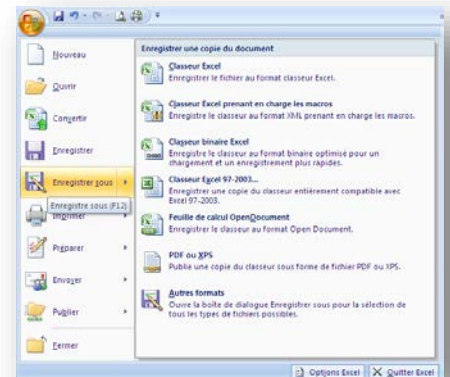 Enregistrer une copie du document
Nouveau
Ouvrir
Convertir
Enregistrer
Enregistrer sous
Enregistre sous (F12)
Imprimer
Préparer
Envoyer
Publier
Fermer
Classeur Excel
Enregistrer le fichier au format classeur Excel.
Classeur Excel prenant en charge les macros
Enregistrer le classeur au format XML prenant en charge les macros.
Classeur binaire Excel
Enregistrer le classeur au format binaire optimisé pour un
chargement et un enregistrement plus rapides.
Classeur Excel 97-2003...
Enregistrer une copie du classeur entièrement compatible avec
Excel 97-2003.
Feuille de calcul OpenDocument
Enregistrer le classeur au format Open Document.
PDF ou XPS
Publie une copie du classeur sous forme de fichier PDF ou XPS.
Autres formats
Ouvre la boîte de dialogue Enregistrer sous pour la sélection de
tous les types de fichiers possibles.
Options Excel
Quitter Excel